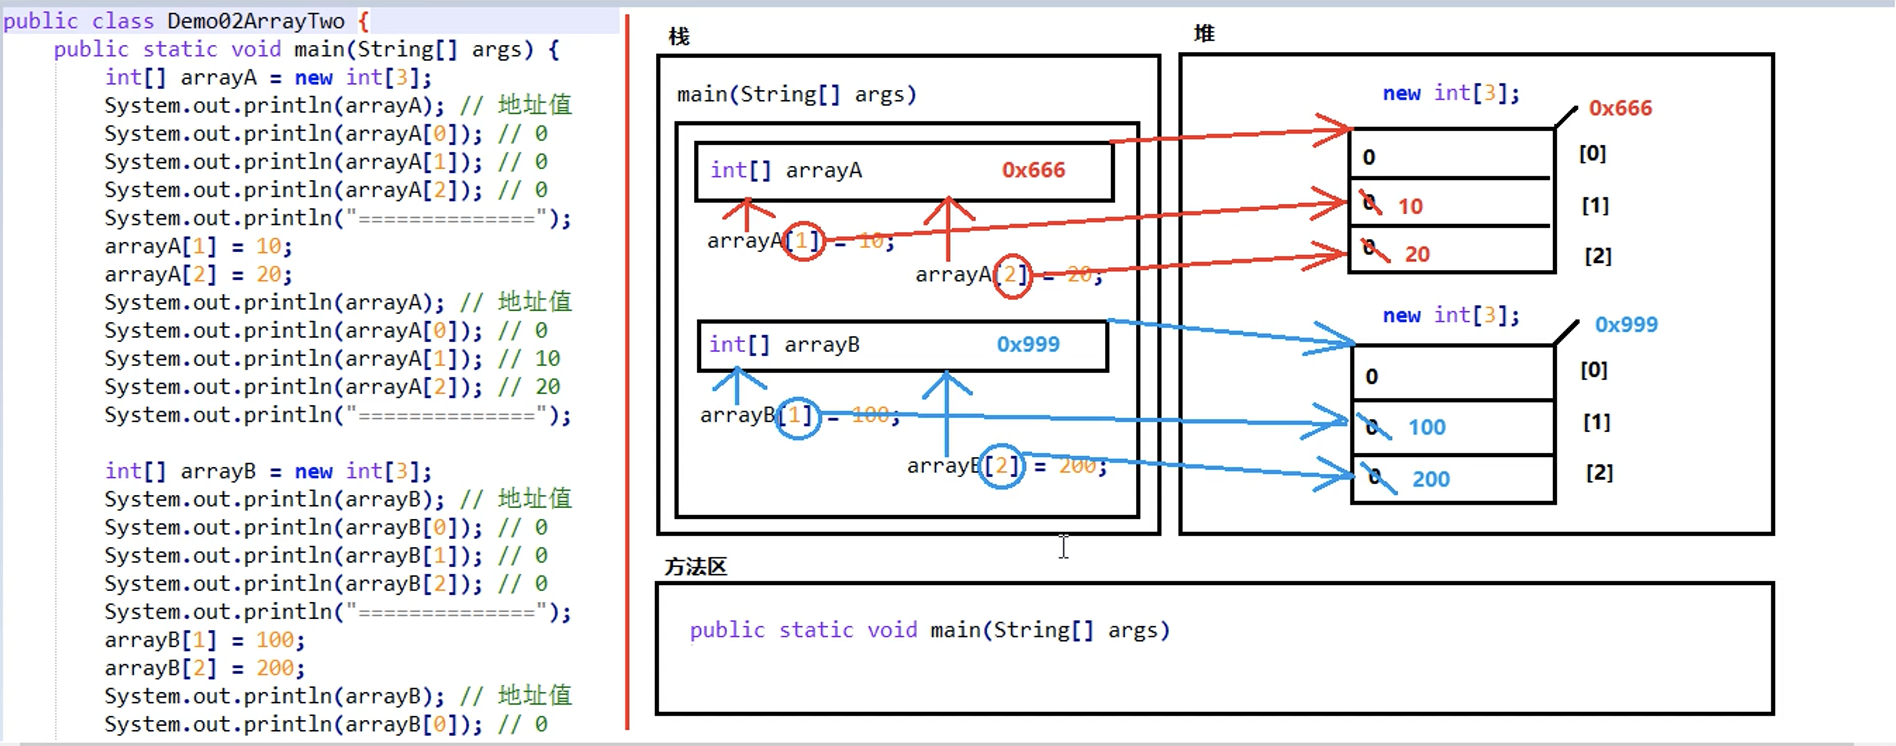 public class Demo02ArrayTwo {
public static void main(String[] args) {
int[] arrayA = new int[3];
System.out.println(arrayA); // 地址值
System.out.println(arrayA[0]); // 0
System.out.println(arrayA[1]); // 0
System.out.println(arrayA[2]); // 0
System.out.println("==============");
arrayA[1] = 10;
arrayA[2] = 20;
System.out.println(arrayA); // 地址值
System.out.println(arrayA[0]); // 0
System.out.println(arrayA[1]); // 10
System.out.println(arrayA[2]); // 20
System.out.println("==============");
int[] arrayB = new int[3];
System.out.println(arrayB); // 地址值
System.out.println(arrayB[0]); // 0
System.out.println(arrayB[1]); // 0
System.out.println(arrayB[2]); // 0
System.out.println("==============");
arrayB[1] = 100;
arrayB[2] = 200;
System.out.println(arrayB); // 地址值
System.out.println(arrayB[0]); // 0
栈
main(String[] args)
int[] arrayA 0x666
arrayA[1] = 10;
arrayA[2] = 20;
int[] arrayB 0x999
arrayB[1] = 100;
arrayB[2] = 200;
堆
new int[3];
0x666
0 [0]
0 10 [1]
0 20 [2]
new int[3];
0x999
0 [0]
0 100 [1]
0 200 [2]
方法区
public static void main(String[] args)